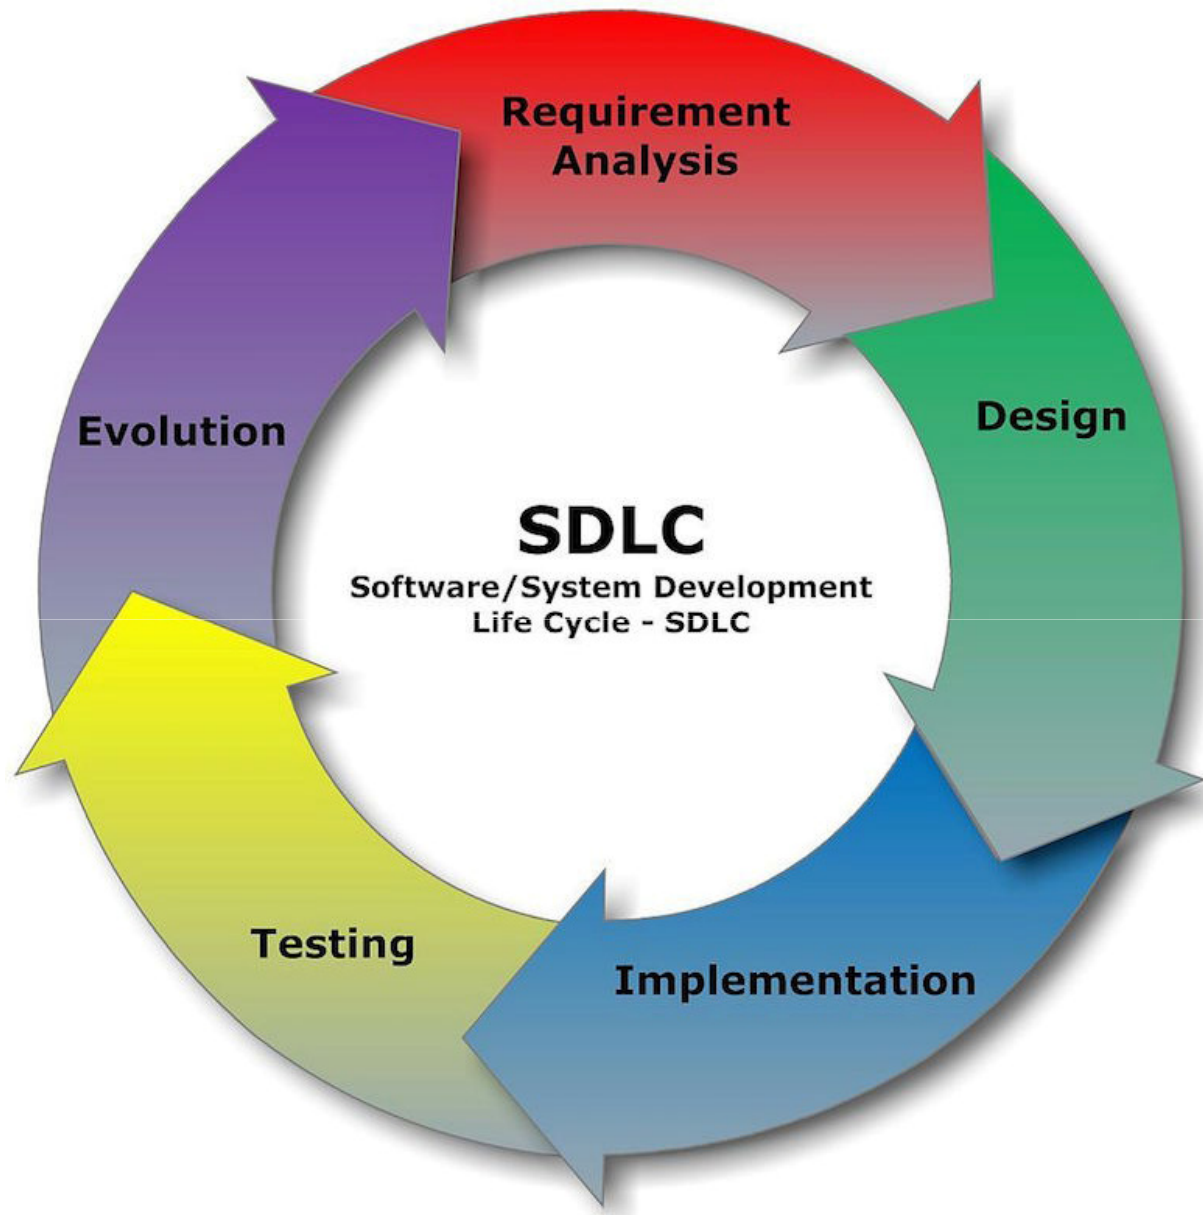 Requirement
Analysis
Design
Evolution
SDLC
Software/System Development
Life Cycle - SDLC
Testing
Implementation